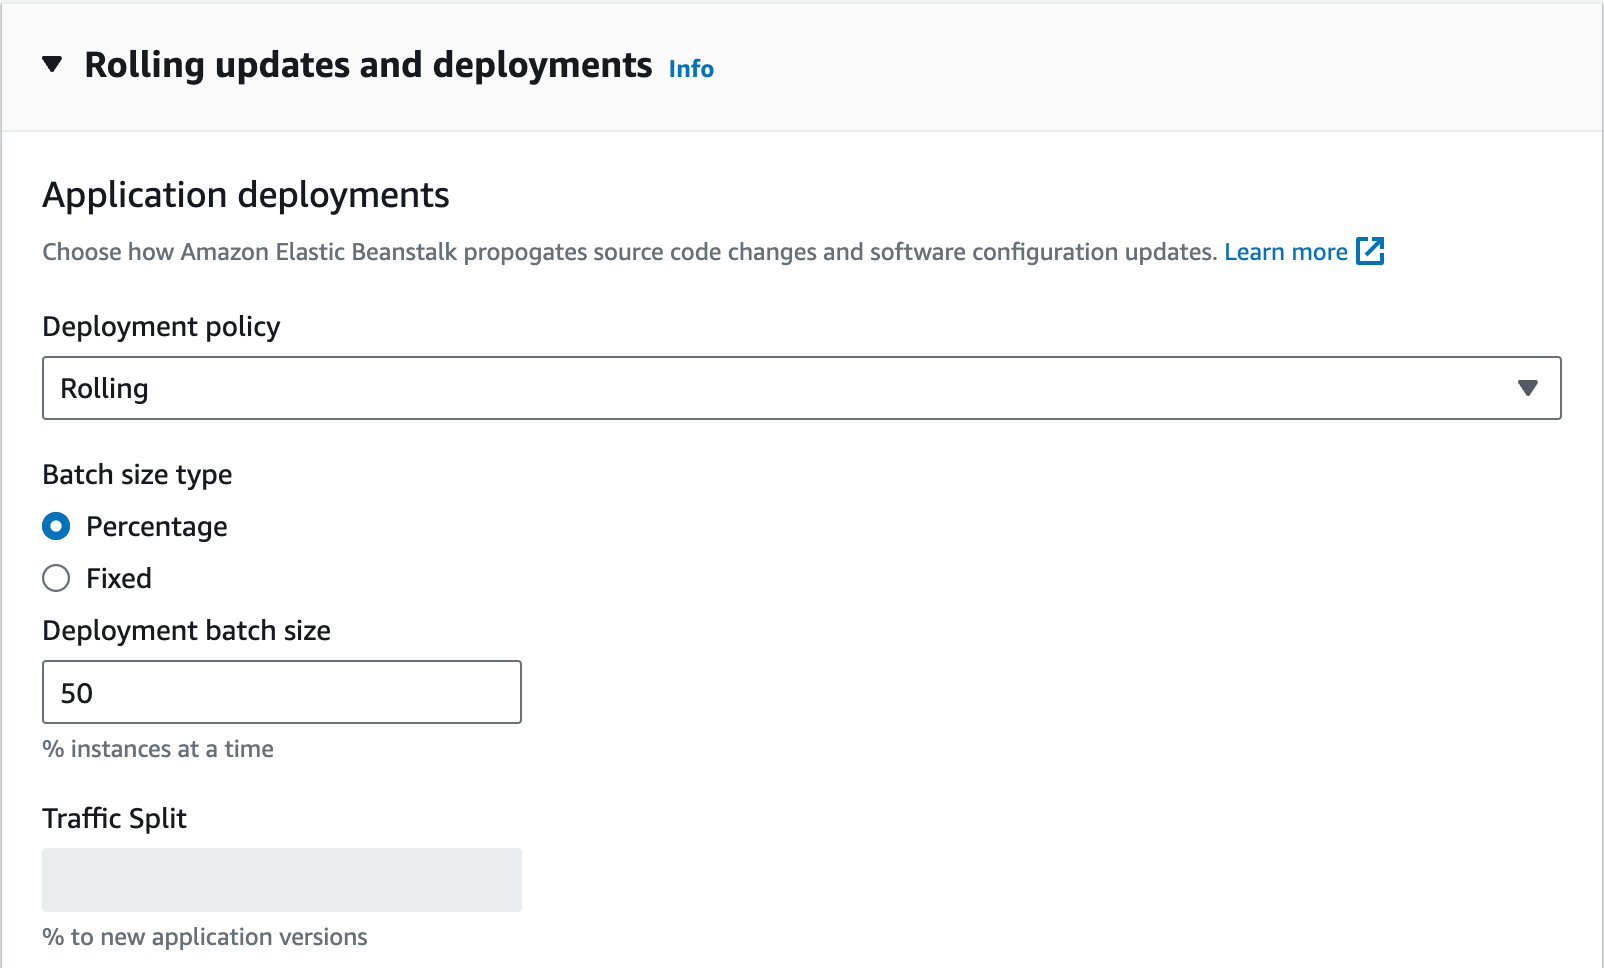 Rolling updates and deployments Info
Application deployments
Choose how Amazon Elastic Beanstalk propogates source code changes and software configuration updates. Learn more
Deployment policy
Rolling
Batch size type
Percentage
Fixed
Deployment batch size
50
% instances at a time
Traffic Split
% to new application versions